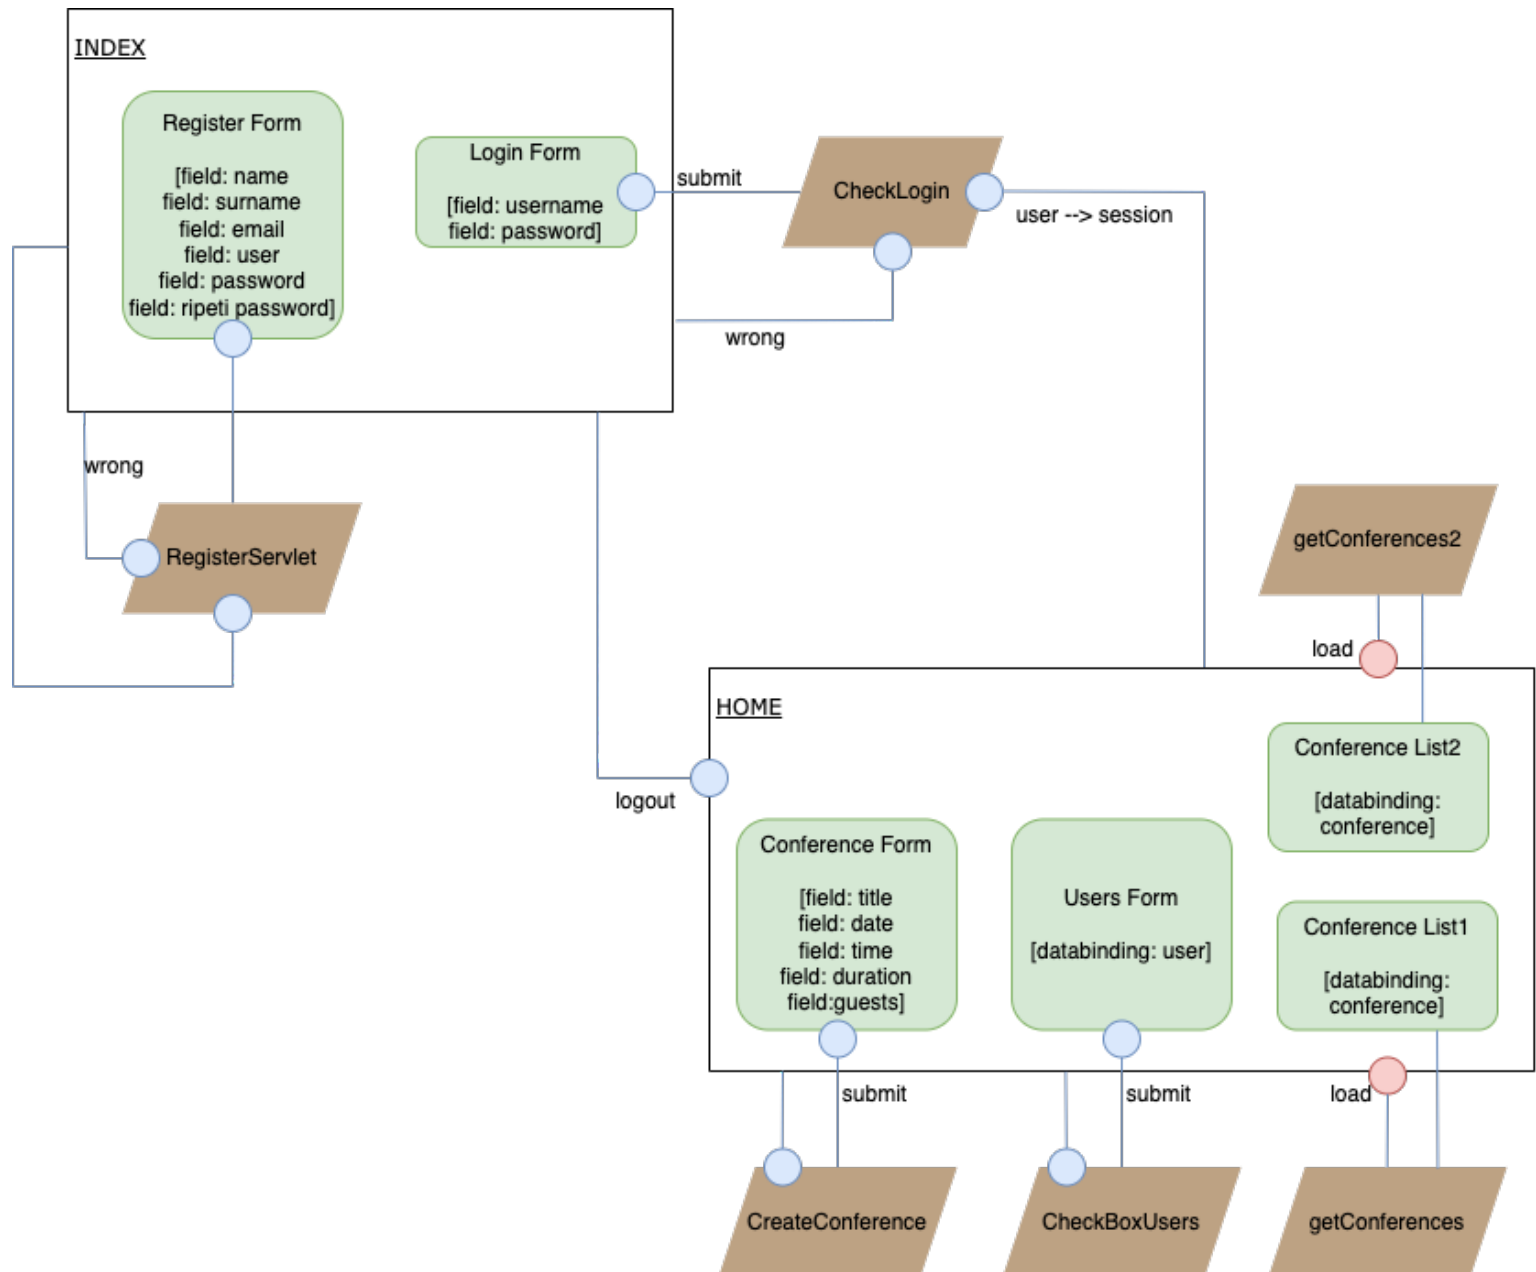 INDEX
Register Form
[field: name
field: surname
field: email
field: user
field: password
field: ripeti password]
Login Form
[field: username
field: password]
submit
CheckLogin
user --> session
wrong
wrong
RegisterServlet
getConferences2
load
HOME
logout
Conference List2
[databinding:
conference]
Conference Form
[field: title
field: date
field: time
field: duration
field:guests]
Users Form
[databinding: user]
Conference List1
[databinding:
conference]
submit
submit
load
CreateConference
CheckBoxUsers
getConferences